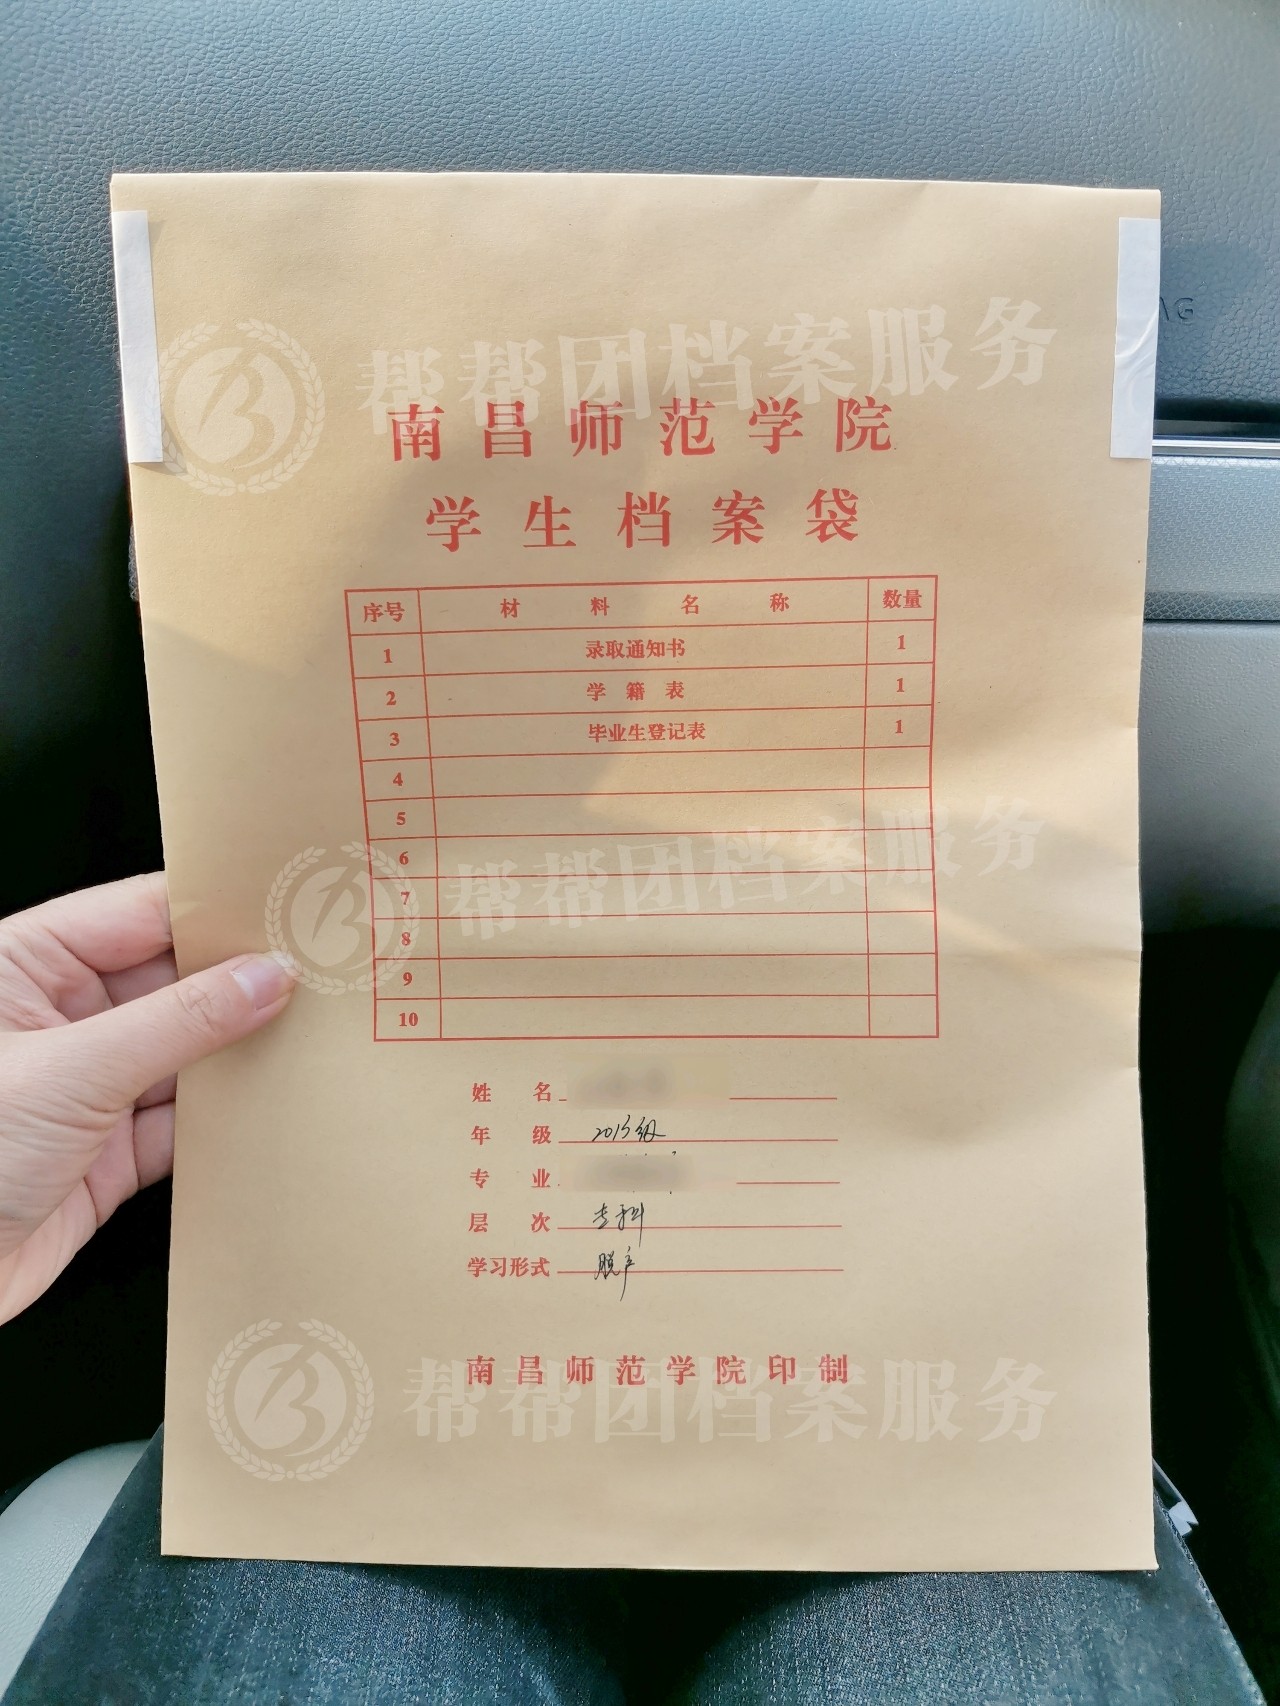 帮帮团档案服务
南昌师范学院
学生档案袋
序号 材料名称 数量
1 录取通知书 1
2 学籍表 1
3 毕业生登记表 1
4
5
6
7
8
9
10
帮帮团档案服务
姓名
年级 2015级
专业
层次 专科
学习形式 脱产
南昌师范学院印制
帮帮团档案服务